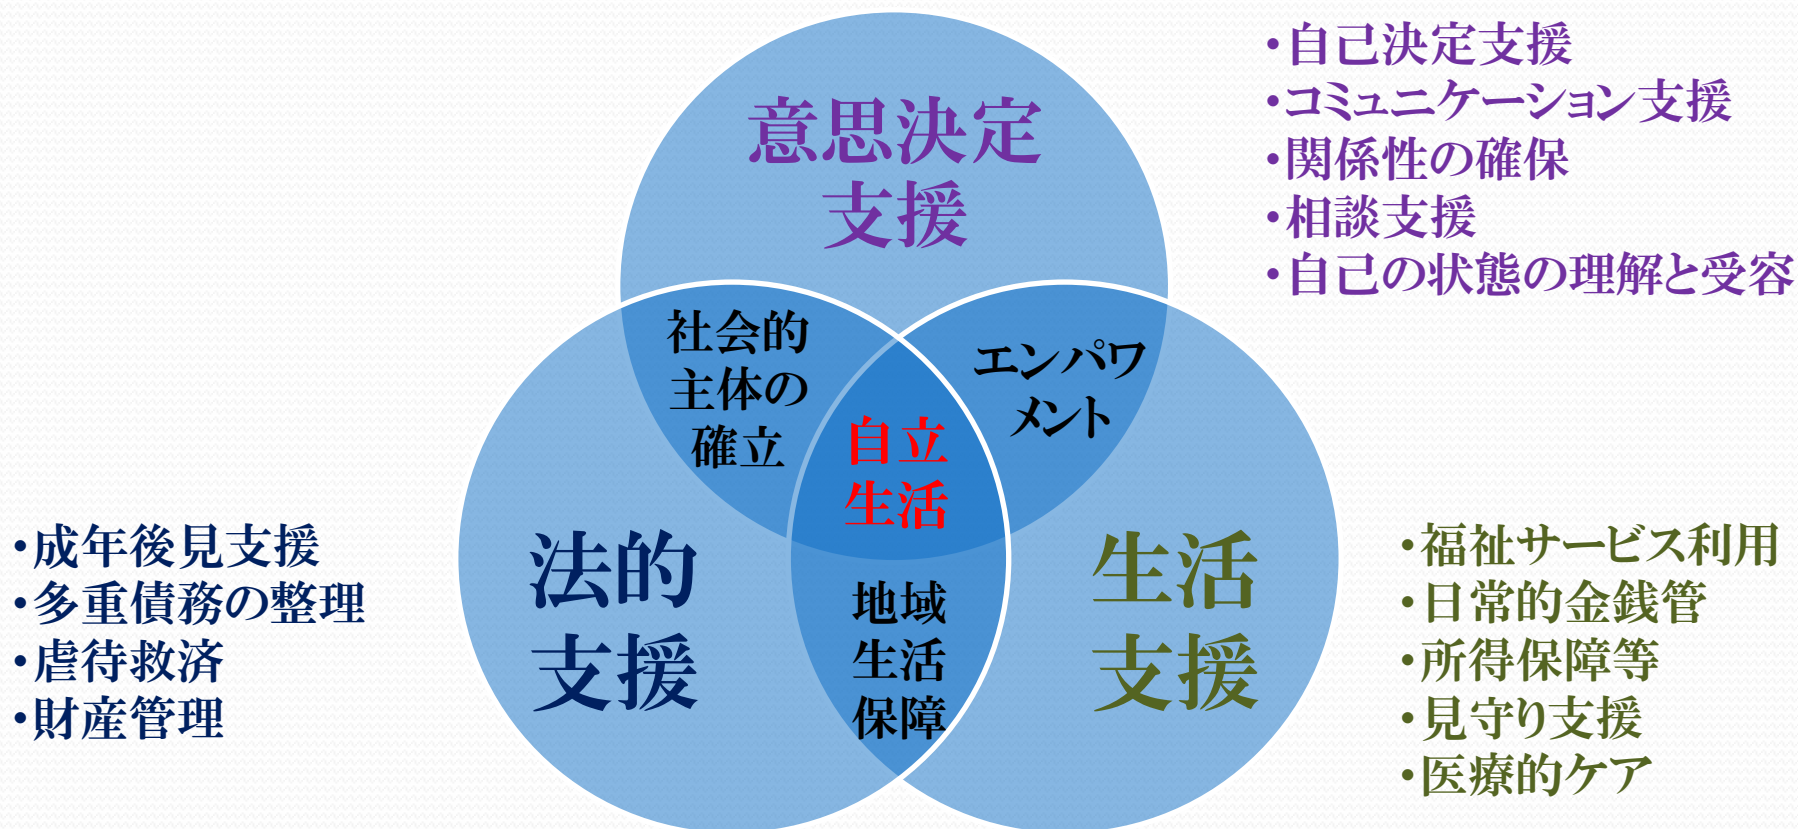 意思決定
支援
・自己決定支援
・コミュニケーション支援
・関係性の確保
・相談支援
・自己の状態の理解と受容
社会的
主体の
確立
エンパワ
メント
自立
生活
法的
支援
・成年後見支援
・多重債務の整理
・虐待救済
・財産管理
地域
生活
保障
生活
支援
・福祉サービス利用
・日常的金銭管
・所得保障等
・見守り支援
・医療的ケア